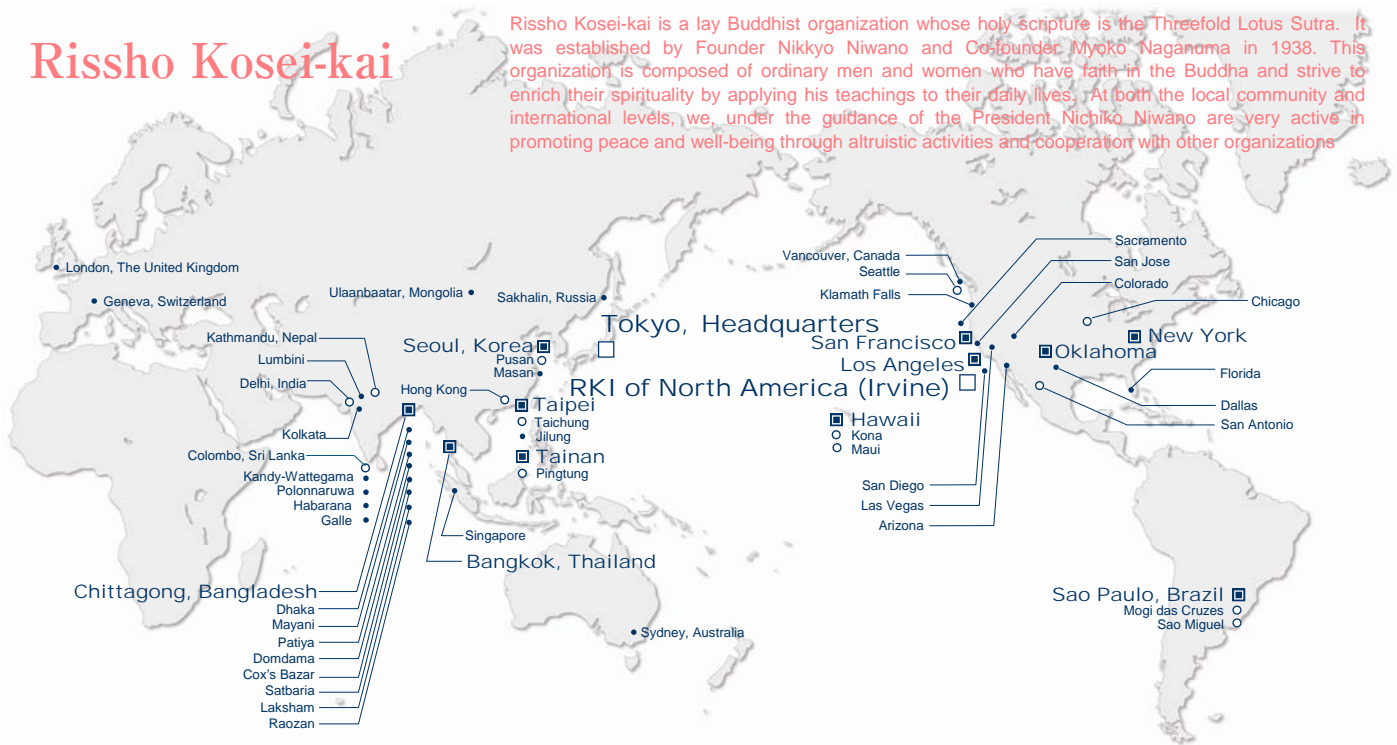 Rissho Kosei-kai
Rissho Kosei-kai is a lay Buddhist organization whose holy scripture is the Threefold Lotus Sutra. It
was established by Founder Nikkyo Niwano and Co-founder Myoko Naganuma in 1938. This
organization is composed of ordinary men and women who have faith in the Buddha and strive to
enrich their spirituality by applying his teachings to their daily lives. At both the local community and
international levels, we, under the guidance of the President Nichiko Niwano are very active in
promoting peace and well-being through altruistic activities and cooperation with other organizations
London, The United Kingdom
Geneva, Switzerland
Ulaanbaatar, Mongolia
Sakhalin, Russia
Kathmandu, Nepal
Lumbini
Delhi, India
Kolkata
Colombo, Sri Lanka
Kandy-Wattegama
Polonnaruwa
Habarana
Galle
Tokyo, Headquarters
Seoul, Korea
Pusan
Masan
Hong Kong
Taipei
Taichung
Jilung
Tainan
Pingtung
Singapore
Bangkok, Thailand
Chittagong, Bangladesh
Dhaka
Mayani
Patiya
Domdama
Cox's Bazar
Satbaria
Laksham
Raozan
Sydney, Australia
Vancouver, Canada
Seattle
Klamath Falls
San Francisco
Los Angeles
RKI of North America (Irvine)
Hawaii
Kona
Maui
San Diego
Las Vegas
Arizona
Sacramento
San Jose
Colorado
Chicago
New York
Oklahoma
Florida
Dallas
San Antonio
Sao Paulo, Brazil
Mogi das Cruzes
Sao Miguel